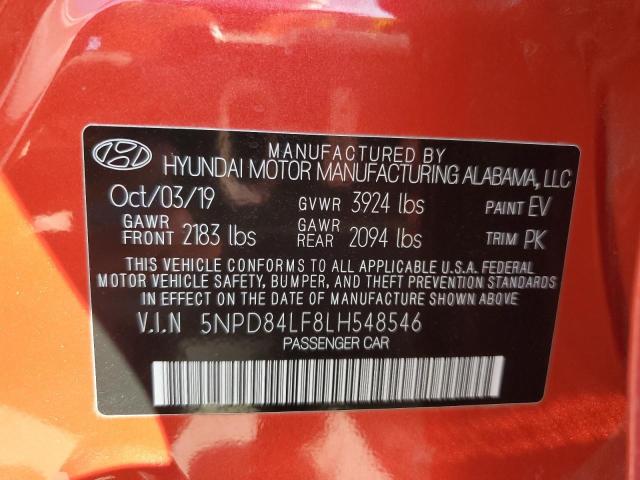 MANUFACTURED BY
HYUNDAI MOTOR MANUFACTURING ALABAMA, LLC
Oct/03/19 GVWR 3924 lbs PAINT EV
GAWR FRONT 2183 lbs GAWR REAR 2094 lbs TRIM PK
THIS VEHICLE CONFORMS TO ALL APPLICABLE U.S.A. FEDERAL
MOTOR VEHICLE SAFETY, BUMPER, AND THEFT PREVENTION STANDARDS
IN EFFECT ON THE DATE OF MANUFACTURE SHOWN ABOVE
V.I.N 5NPD84LF8LH548546
PASSENGER CAR